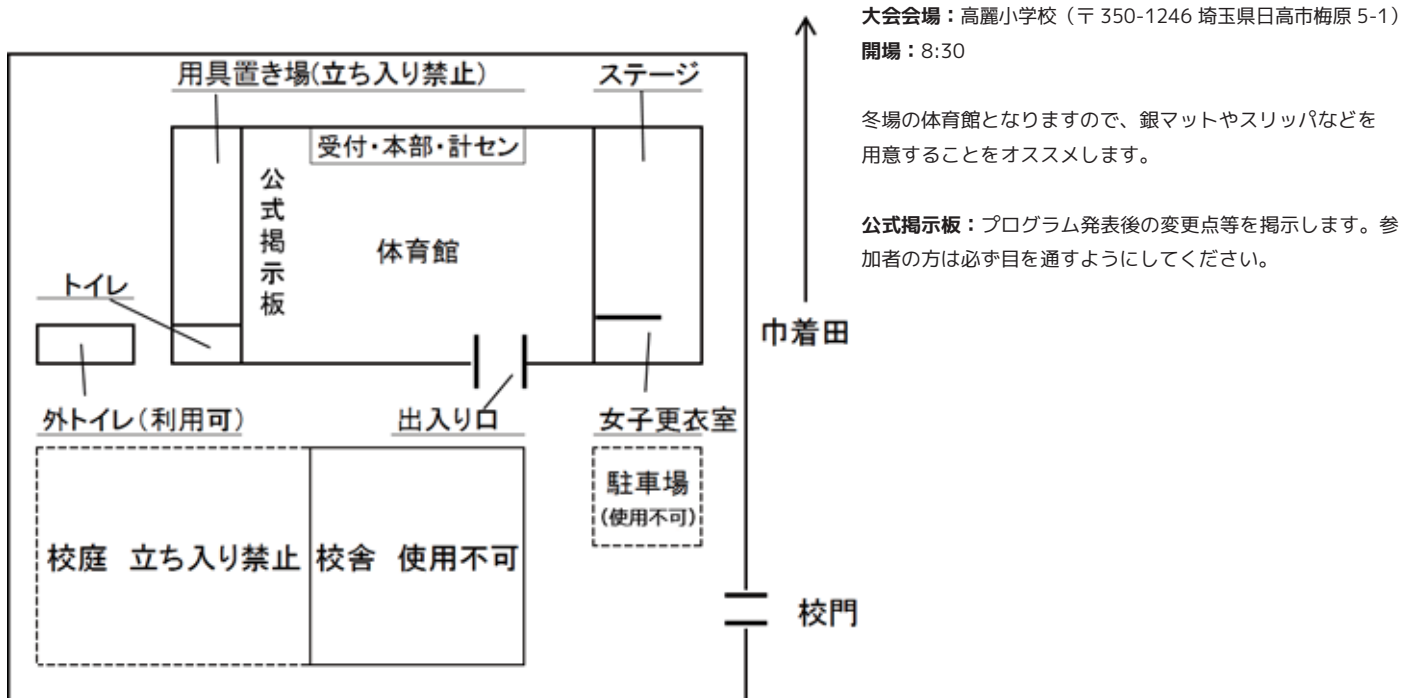 大会会場：高麗小学校（〒 350-1246 埼玉県日高市梅原 5-1）
開場：8:30
冬場の体育館となりますので、銀マットやスリッパなどを
用意することをオススメします。
公式掲示板：プログラム発表後の変更点等を掲示します。参
加者の方は必ず目を通すようにしてください。
用具置き場(立ち入り禁止)
ステージ
受付・本部・計セン
公式掲示板
体育館
トイレ
巾着田
外トイレ(利用可)
出入り口
女子更衣室
駐車場
(使用不可)
校庭 立ち入り禁止
校舎 使用不可
校門